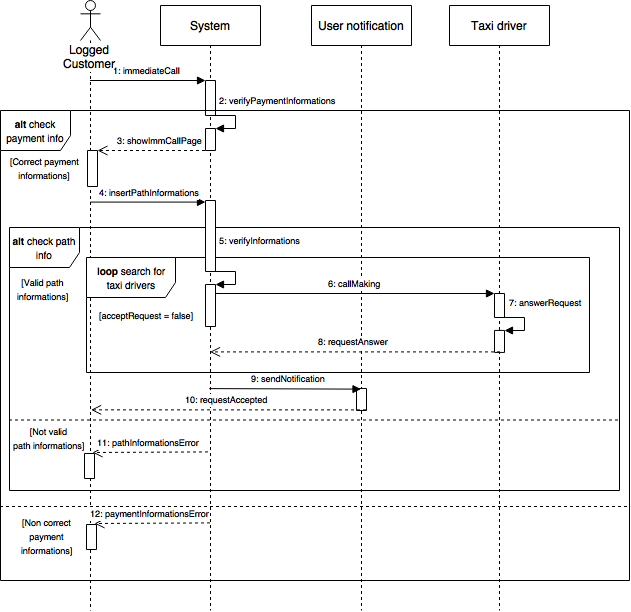 System
User notification
Taxi driver
Logged
Customer
1: immediateCall
2: verifyPaymentInformations
alt check
payment info
3: showImmCallPage
[Correct payment
informations]
4: insertPathInformations
alt check path
info
5: verifyInformations
loop search for
taxi drivers
[Valid path
informations]
6: callMaking
7: answerRequest
[acceptRequest = false]
8: requestAnswer
9: sendNotification
10: requestAccepted
[Not valid
path informations]
11: pathInformationsError
12: paymentInformationsError
[Non correct
payment
informations]